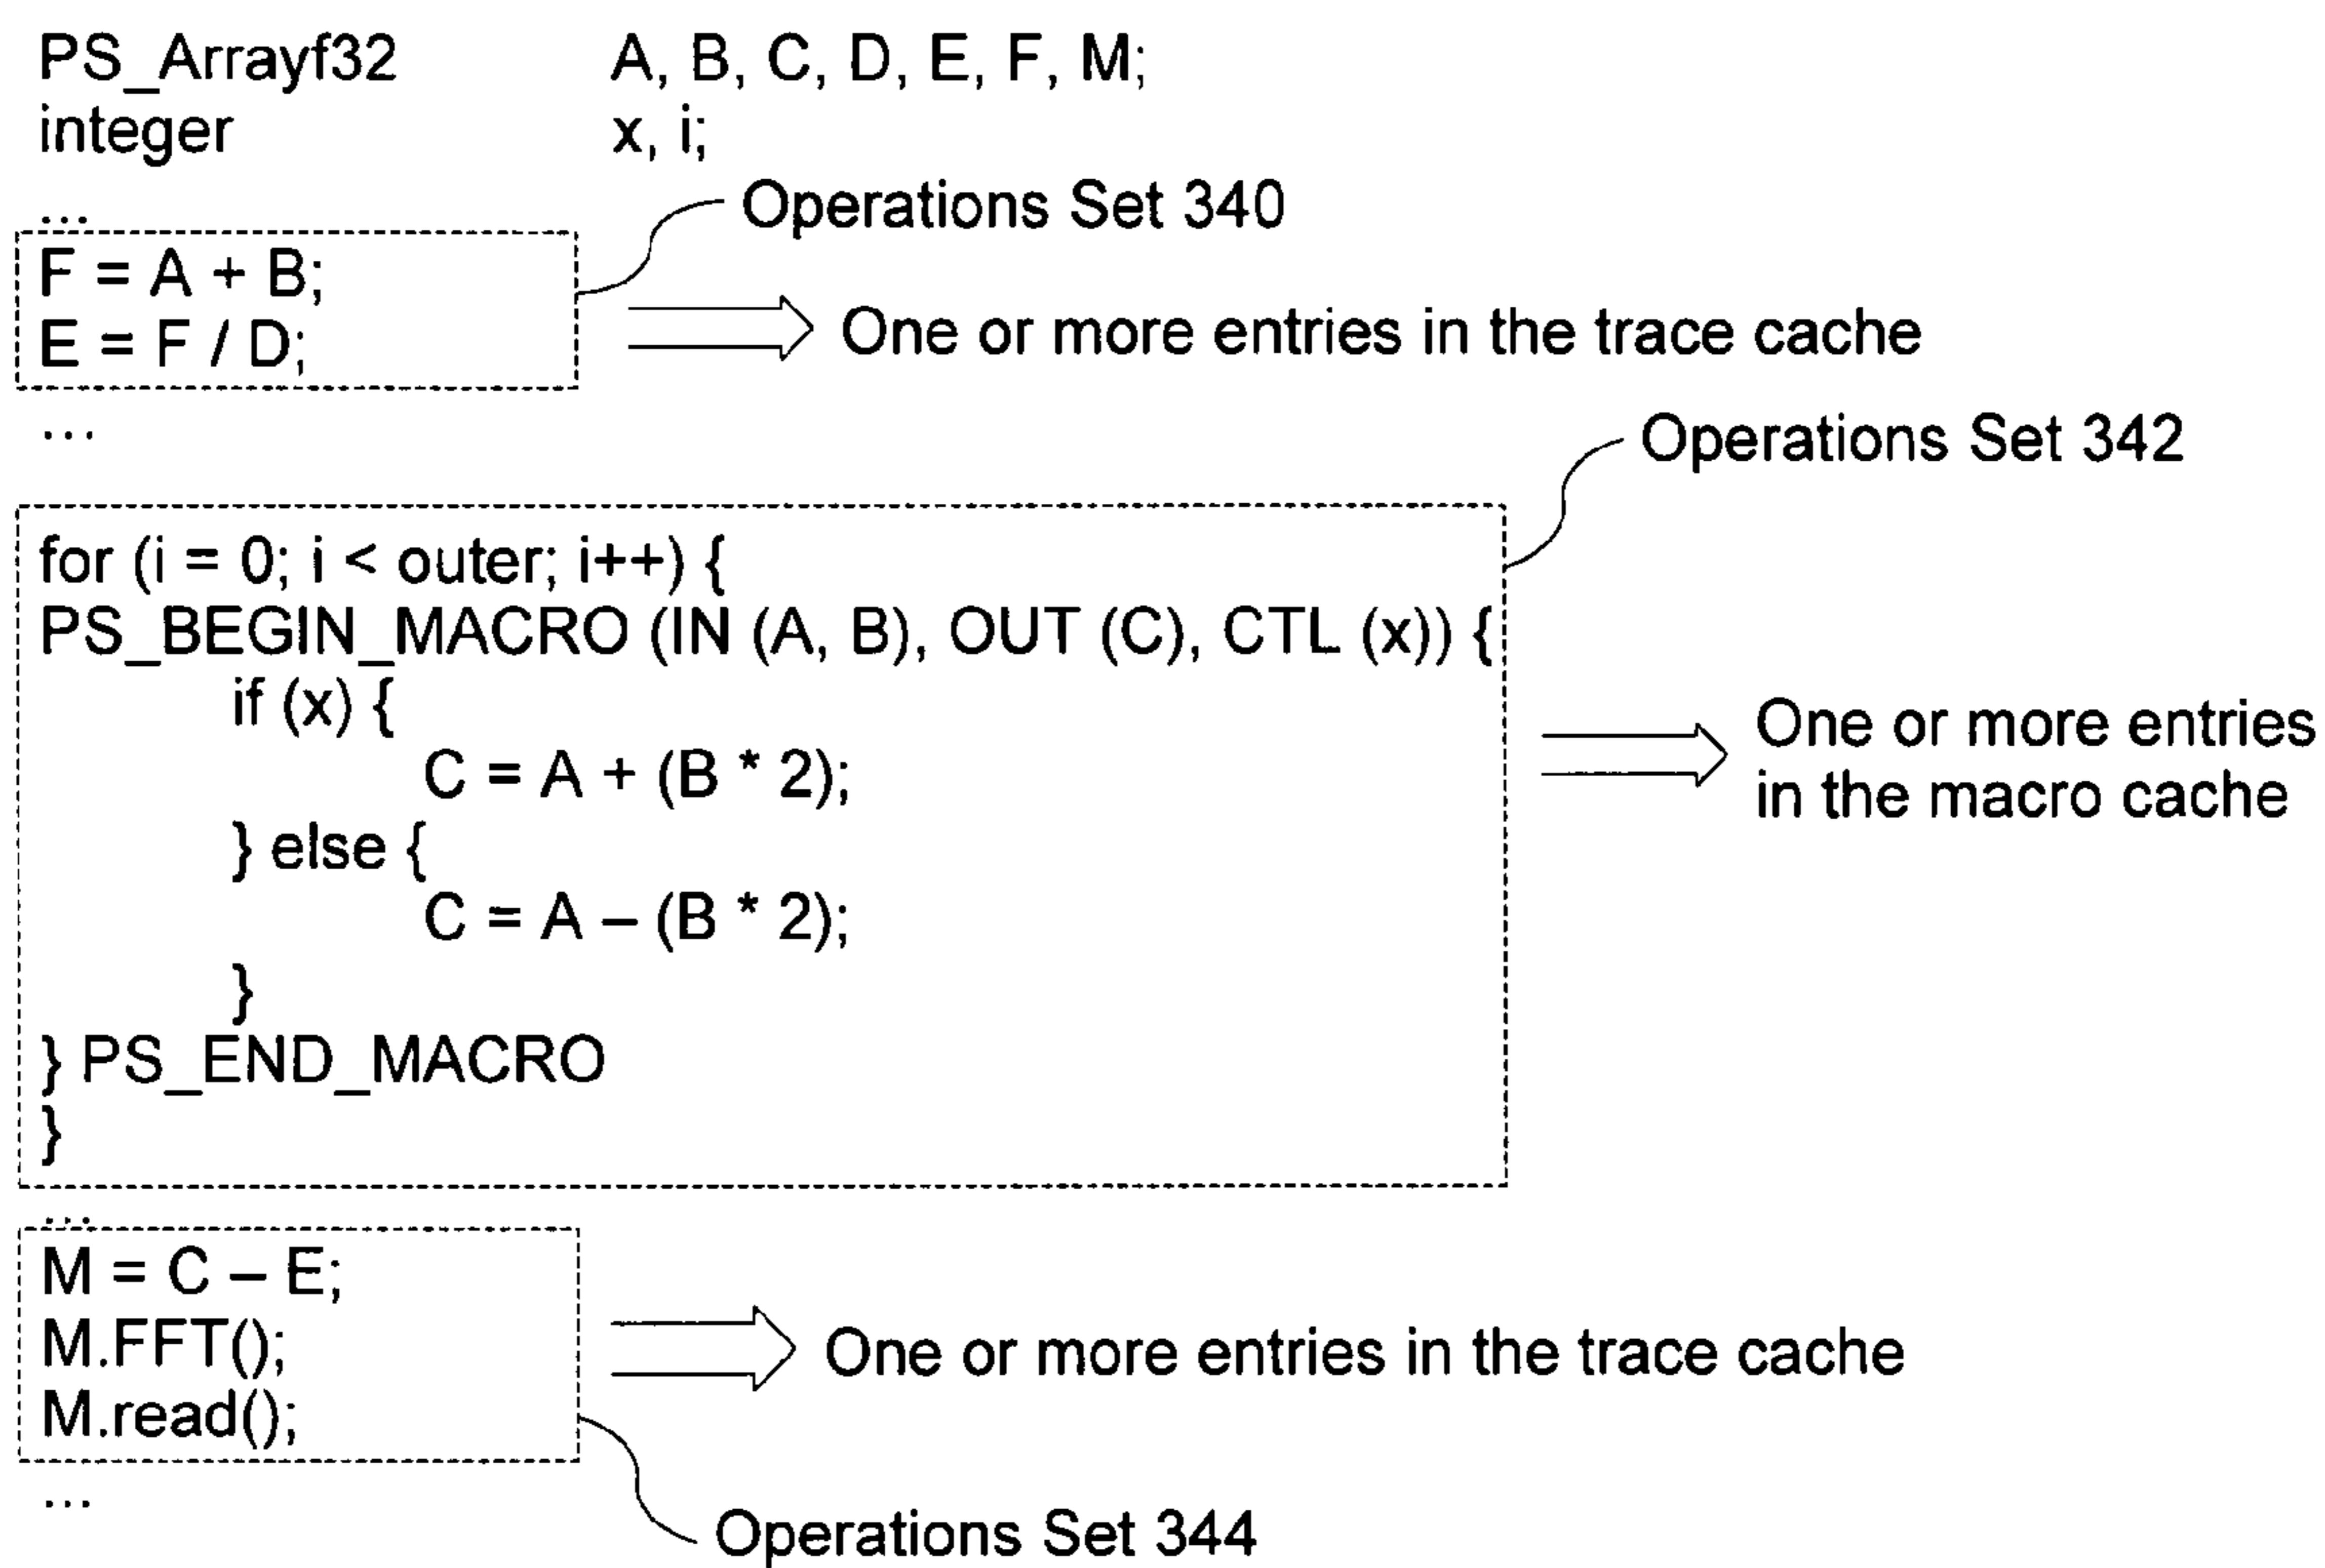 PS_Arrayf32 A, B, C, D, E, F, M;
integer x, i;
...
Operations Set 340
F = A + B;
E = F / D;
One or more entries in the trace cache
...
Operations Set 342
for (i = 0; i < outer; i++) {
PS_BEGIN_MACRO (IN (A, B), OUT (C), CTL (x)) {
if (x) {
C = A + (B * 2);
} else {
C = A – (B * 2);
}
} PS_END_MACRO
}
One or more entries
in the macro cache
...
M = C – E;
M.FFT();
M.read();
One or more entries in the trace cache
...
Operations Set 344